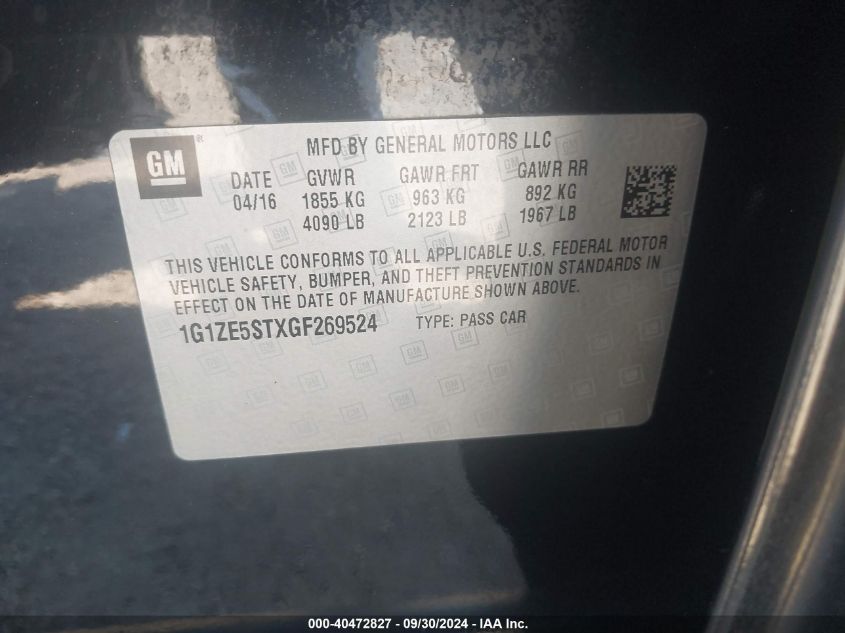 GM ®
MFD BY GENERAL MOTORS LLC
DATE GVWR GAWR FRT GAWR RR
04/16 1855 KG 963 KG 892 KG
4090 LB 2123 LB 1967 LB
THIS VEHICLE CONFORMS TO ALL APPLICABLE U.S. FEDERAL MOTOR
VEHICLE SAFETY, BUMPER, AND THEFT PREVENTION STANDARDS IN
EFFECT ON THE DATE OF MANUFACTURE SHOWN ABOVE.
1G1ZE5STXGF269524 TYPE: PASS CAR
000-40472827 - 09/30/2024 - IAA Inc.